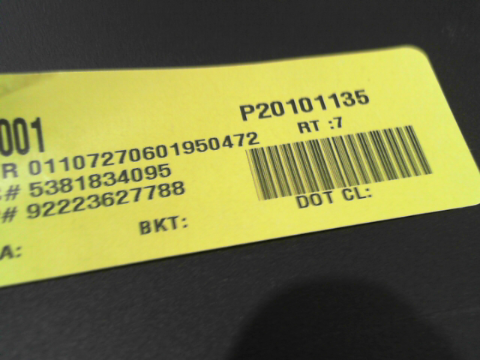 001
P20101135
R 01107270601950472
RT :7
# 5381834095
# 92223627788
DOT CL:
BKT:
A: